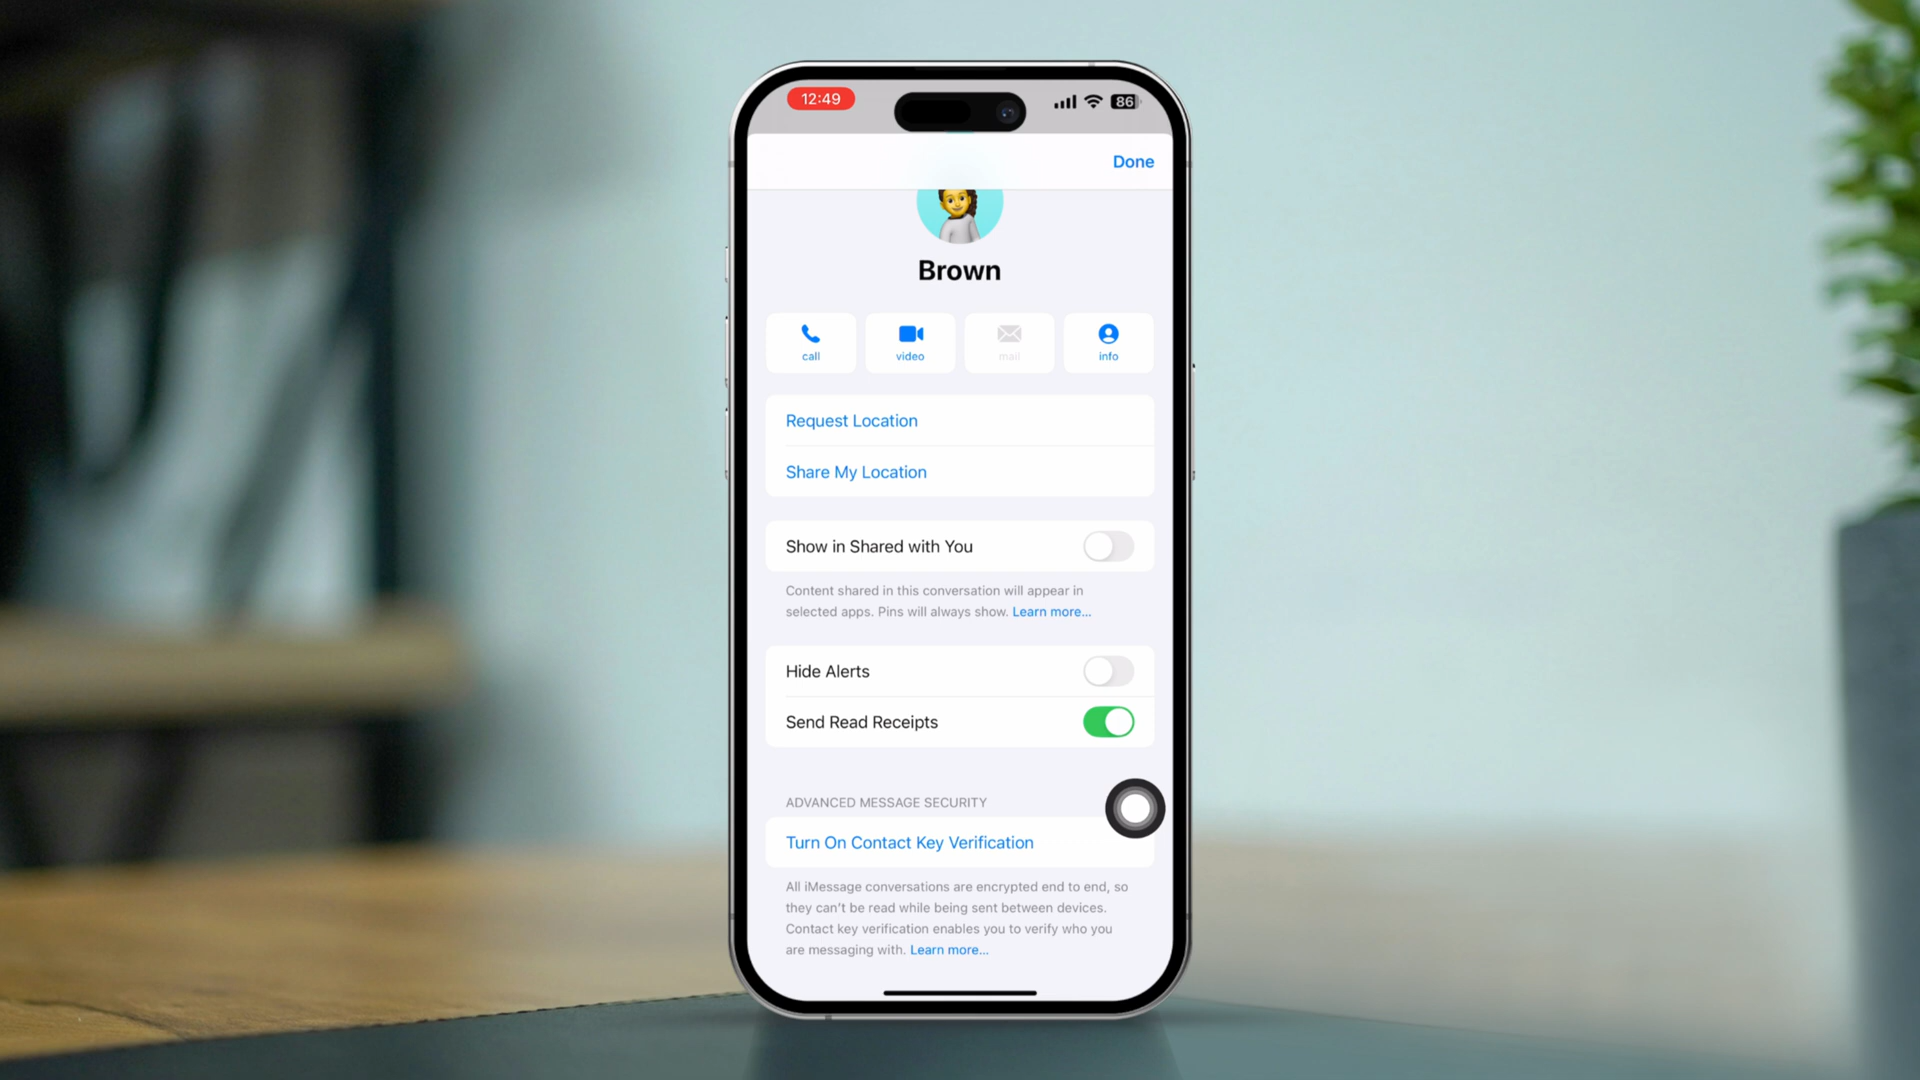 12:49
86
Done
Brown
call
video
mail
info
Request Location
Share My Location
Show in Shared with You
Content shared in this conversation will appear in
selected apps. Pins will always show. Learn more...
Hide Alerts
Send Read Receipts
ADVANCED MESSAGE SECURITY
Turn On Contact Key Verification
All iMessage conversations are encrypted end to end, so
they can't be read while being sent between devices.
Contact key verification enables you to verify who you
are messaging with. Learn more...